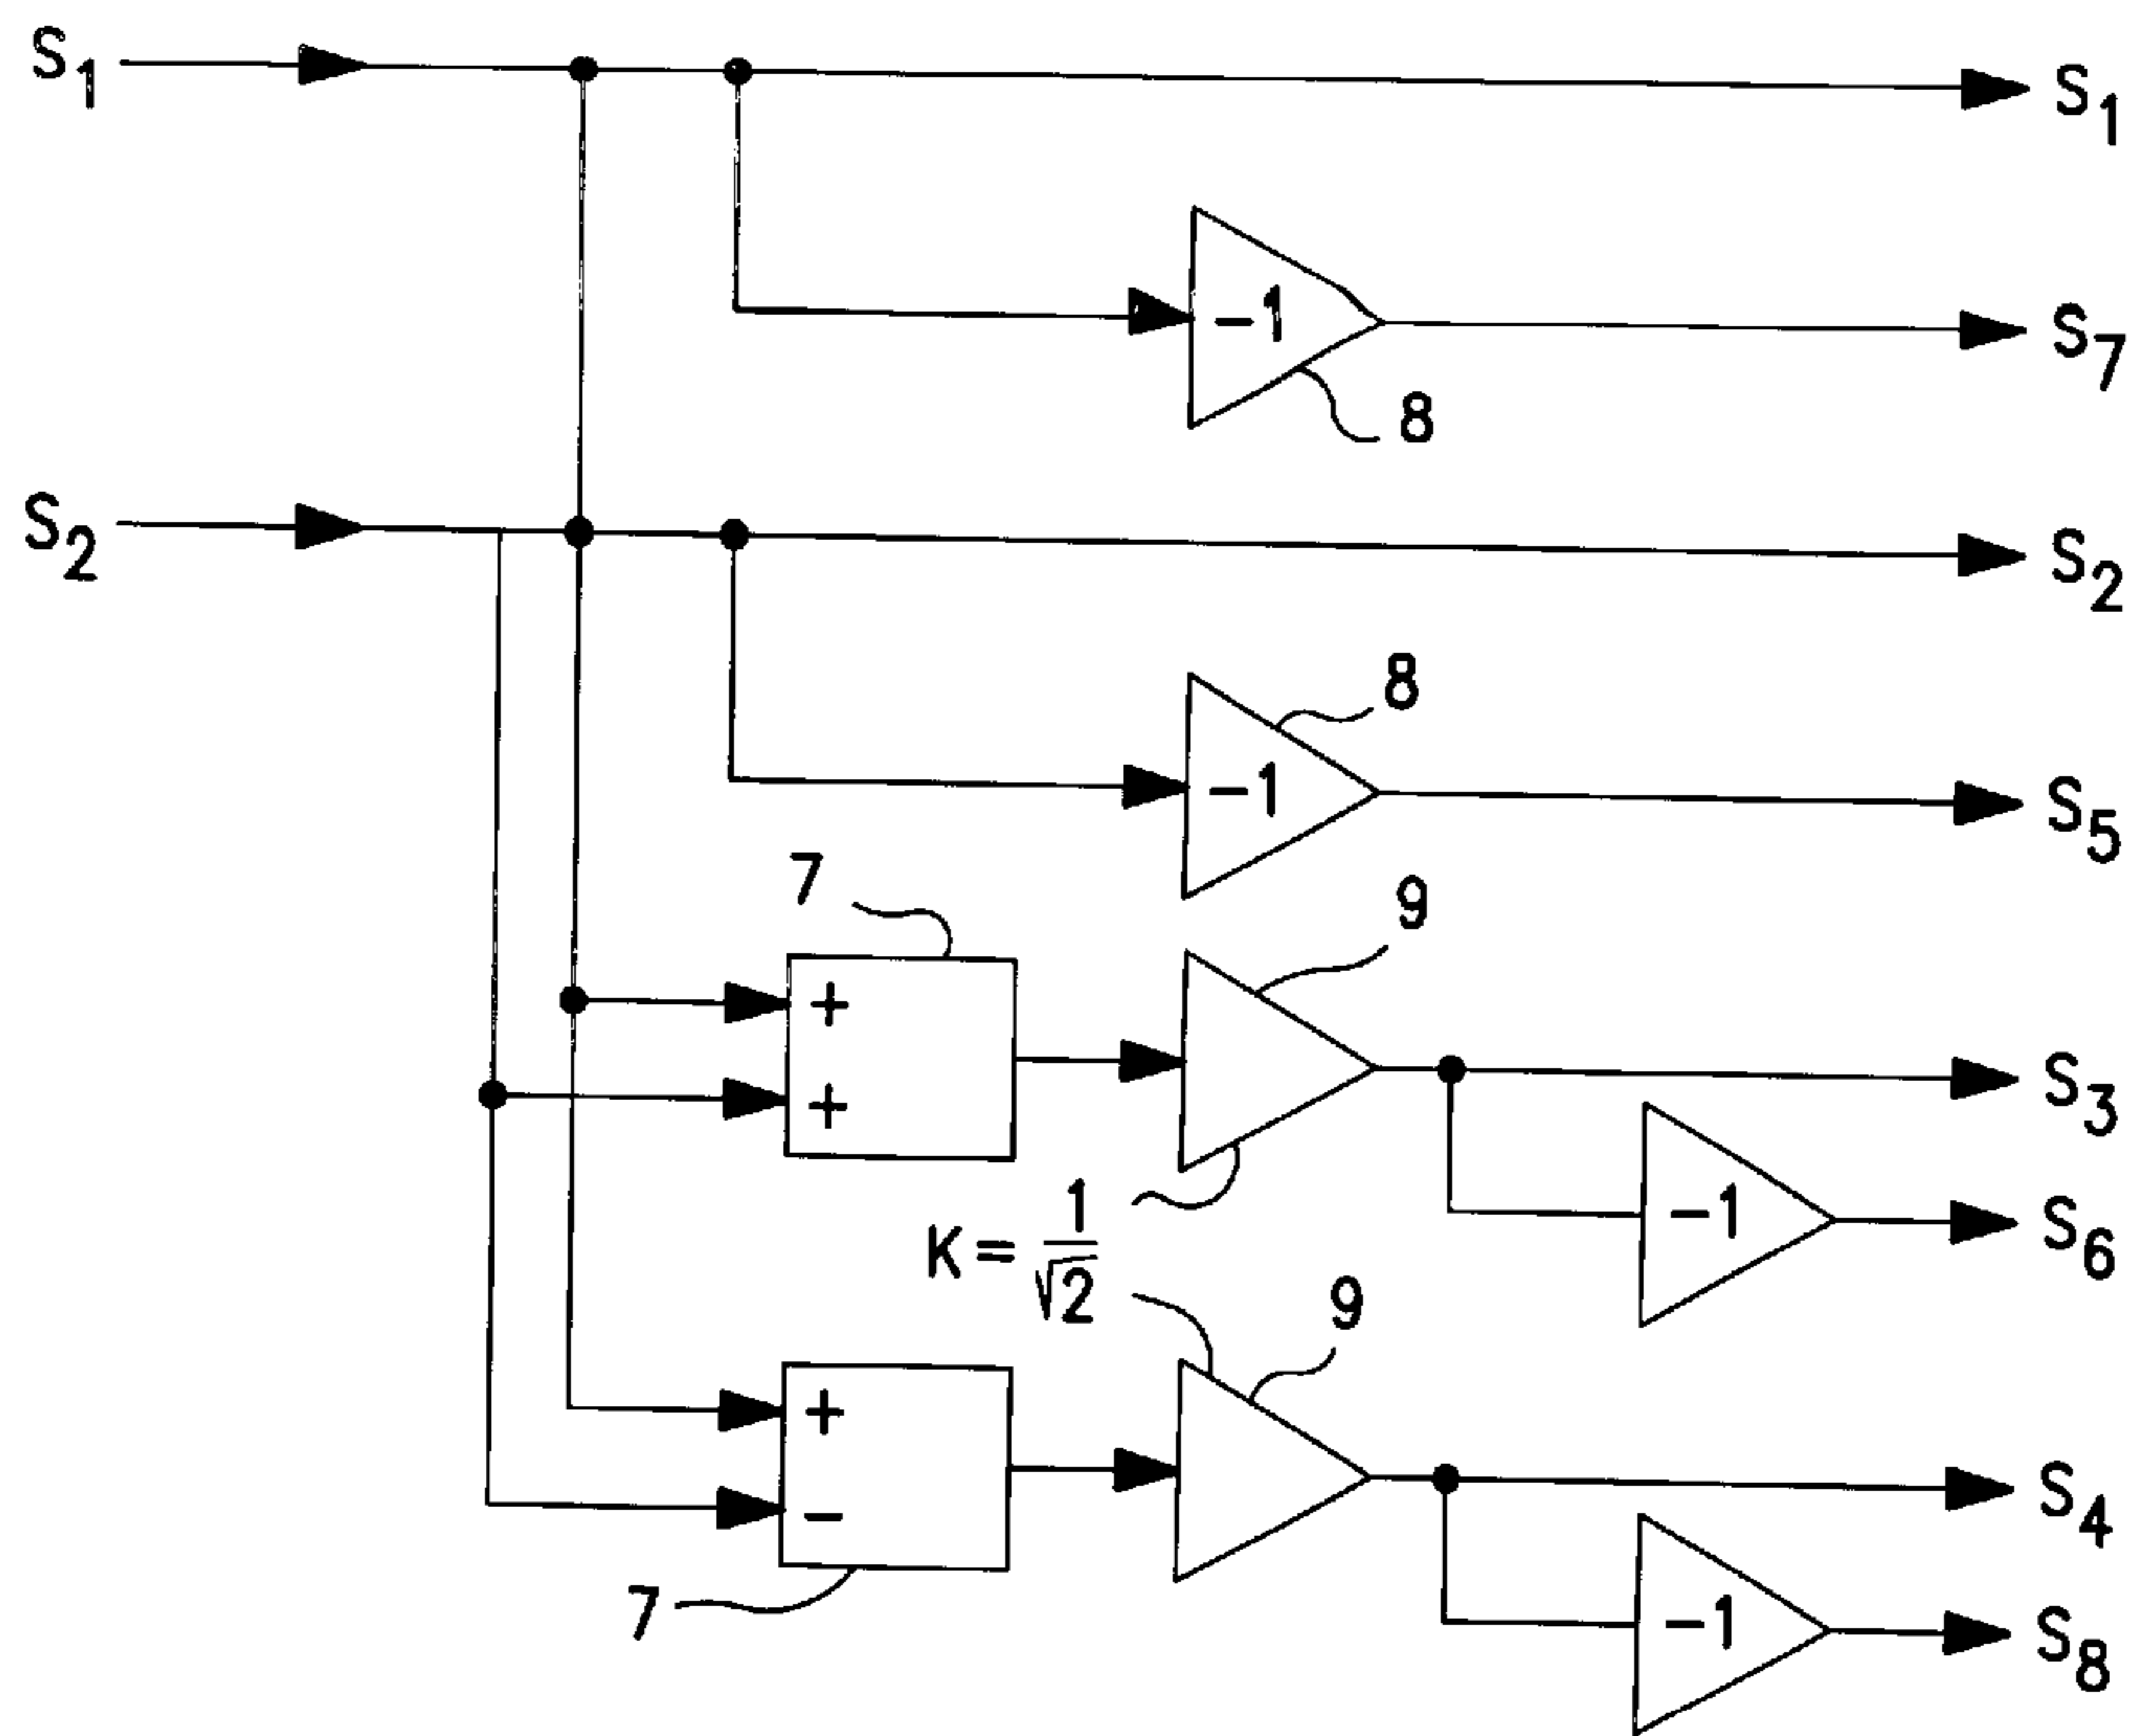 S1
S1
-1
S7
8
S2
S2
8
-1
S5
7
9
+
+
S3
K = 1/√2
-1
S6
9
+
-
S4
7
-1
S8